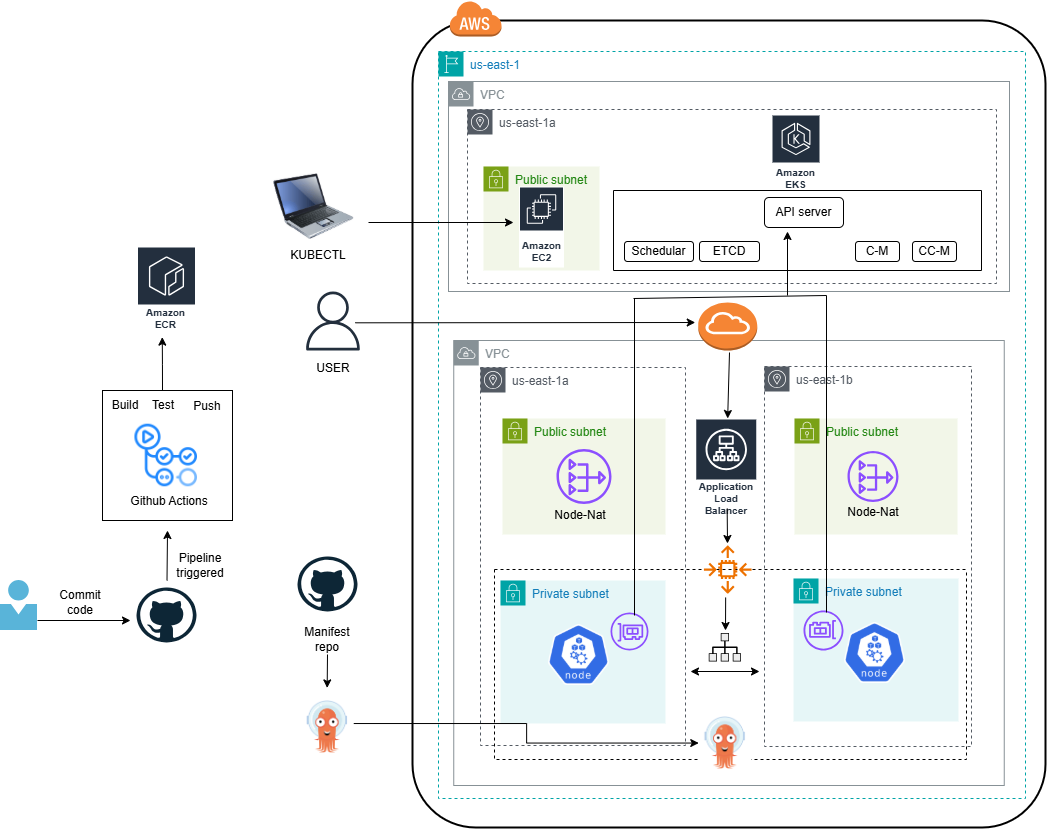 AWS
us-east-1
VPC
us-east-1a
Amazon
EKS
Public subnet
Amazon
EC2
API server
Schedular
ETCD
C-M
CC-M
KUBECTL
Amazon
ECR
USER
VPC
us-east-1a
us-east-1b
Build
Test
Push
Github Actions
Public subnet
Node-Nat
Application
Load
Balancer
Public subnet
Node-Nat
Pipeline
triggered
Commit
code
Manifest
repo
Private subnet
node
Private subnet
node